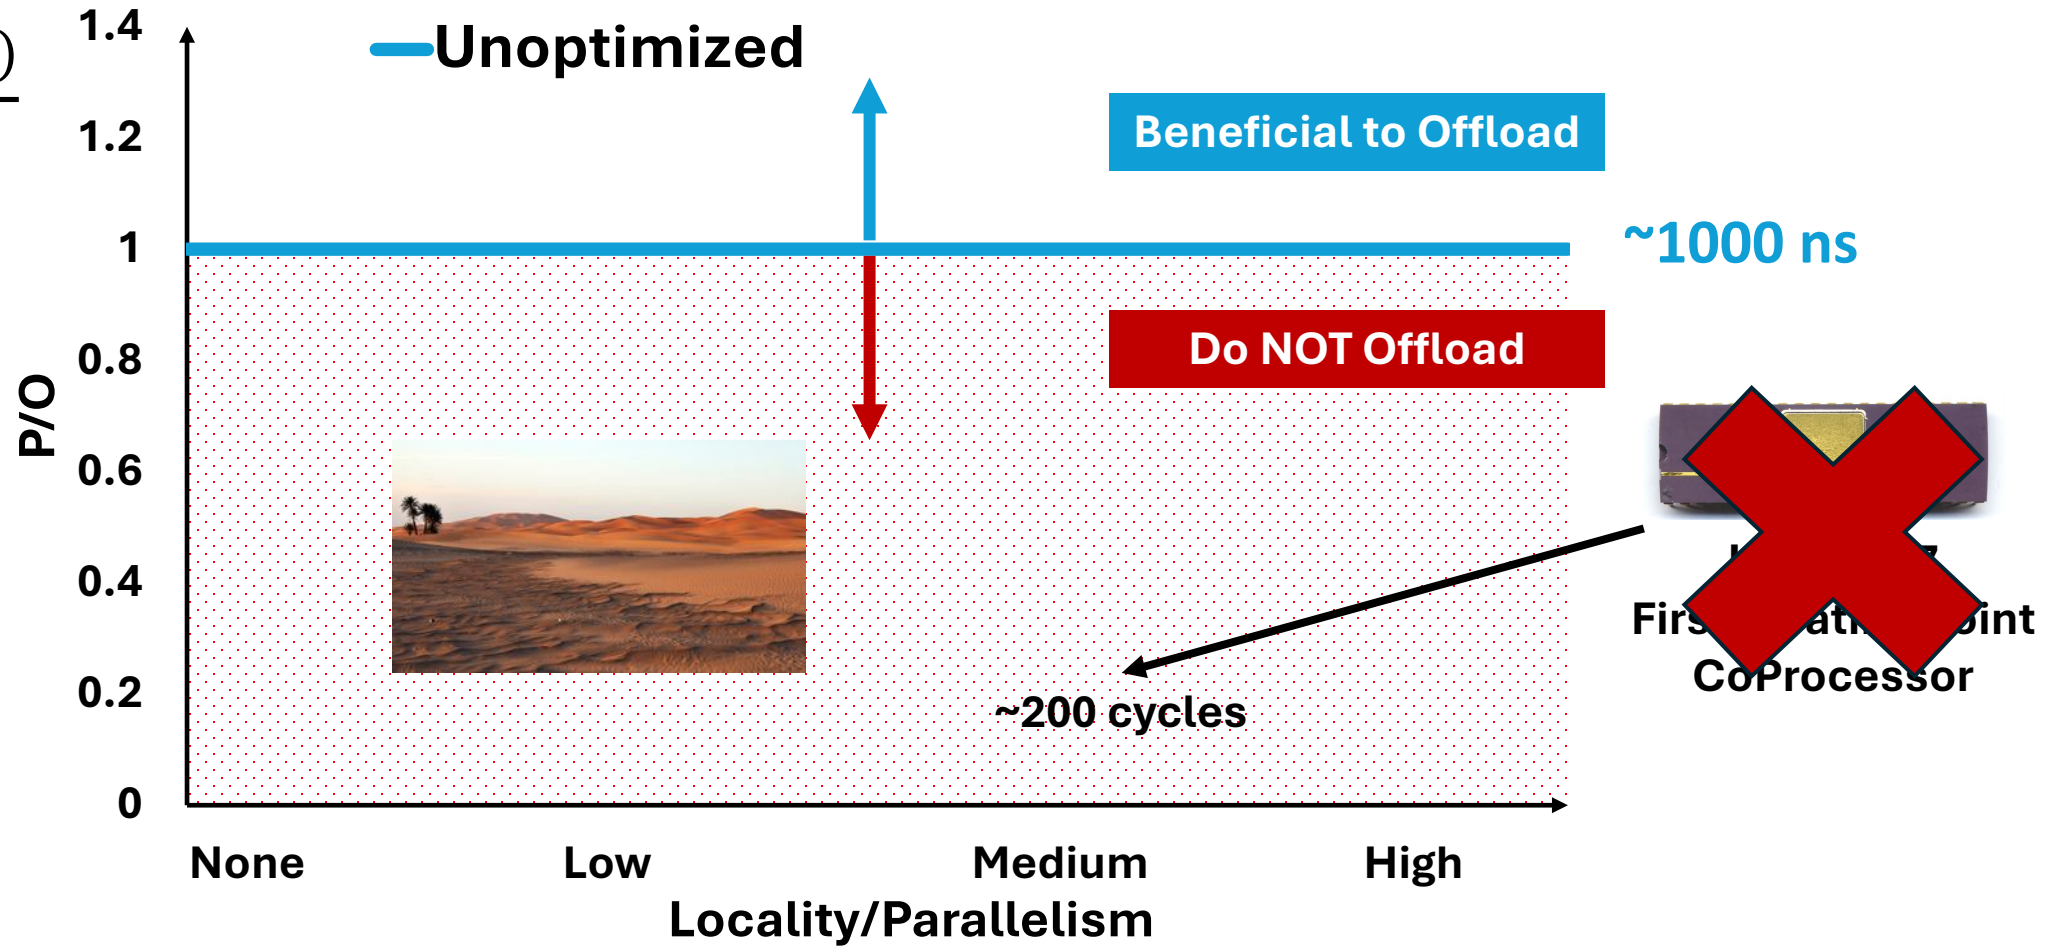 )
1.4
Unoptimized
1.2
Beneficial to Offload
1
~1000 ns
Do NOT Offload
0.8
P/O
0.6
0.4
CoProcessor
0.2
~200 cycles
0
None
Low
Medium
High
Locality/Parallelism